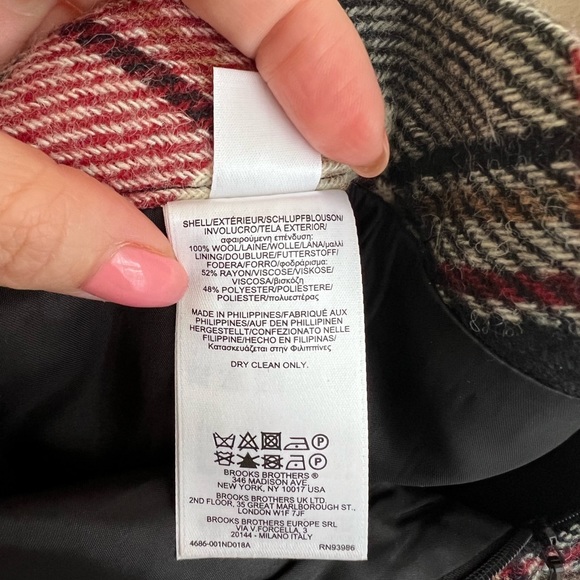 SHELL/EXTÉRIEUR/SCHLUPFBLOUSON/
INVOLUCRO/TELA EXTERIOR/
αφαιρούμενη επένδυση:
100% WOOL/LAINE/WOLLE/LANA/μαλλί
LINING/DOUBLURE/FUTTERSTOFF/
FODERA/FORRO/φοδράρισμα:
52% RAYON/VISCOSE/VISKOSE/
VISCOSA/βισκόζη
48% POLYESTER/POLIESTERE/
POLIESTER/πολυεστέρας
MADE IN PHILIPPINES/FABRIQUÉ AUX
PHILIPPINES/AUF DEN PHILLIPINEN
HERGESTELLT/CONFEZIONATO NELLE
FILIPPINE/HECHO EN FILIPINAS/
Κατασκευάζεται στην Φιλιππίνες
DRY CLEAN ONLY.
P
P
BROOKS BROTHERS ®
346 MADISON AVE.
NEW YORK, NY 10017 USA
BROOKS BROTHERS UK LTD.
2ND FLOOR, 35 GREAT MARLBOROUGH ST.,
LONDON W1F 7JF
BROOKS BROTHERS EUROPE SRL
VIA V.FORCELLA, 3
20144 - MILANO ITALY
4686-001ND018A RN93986